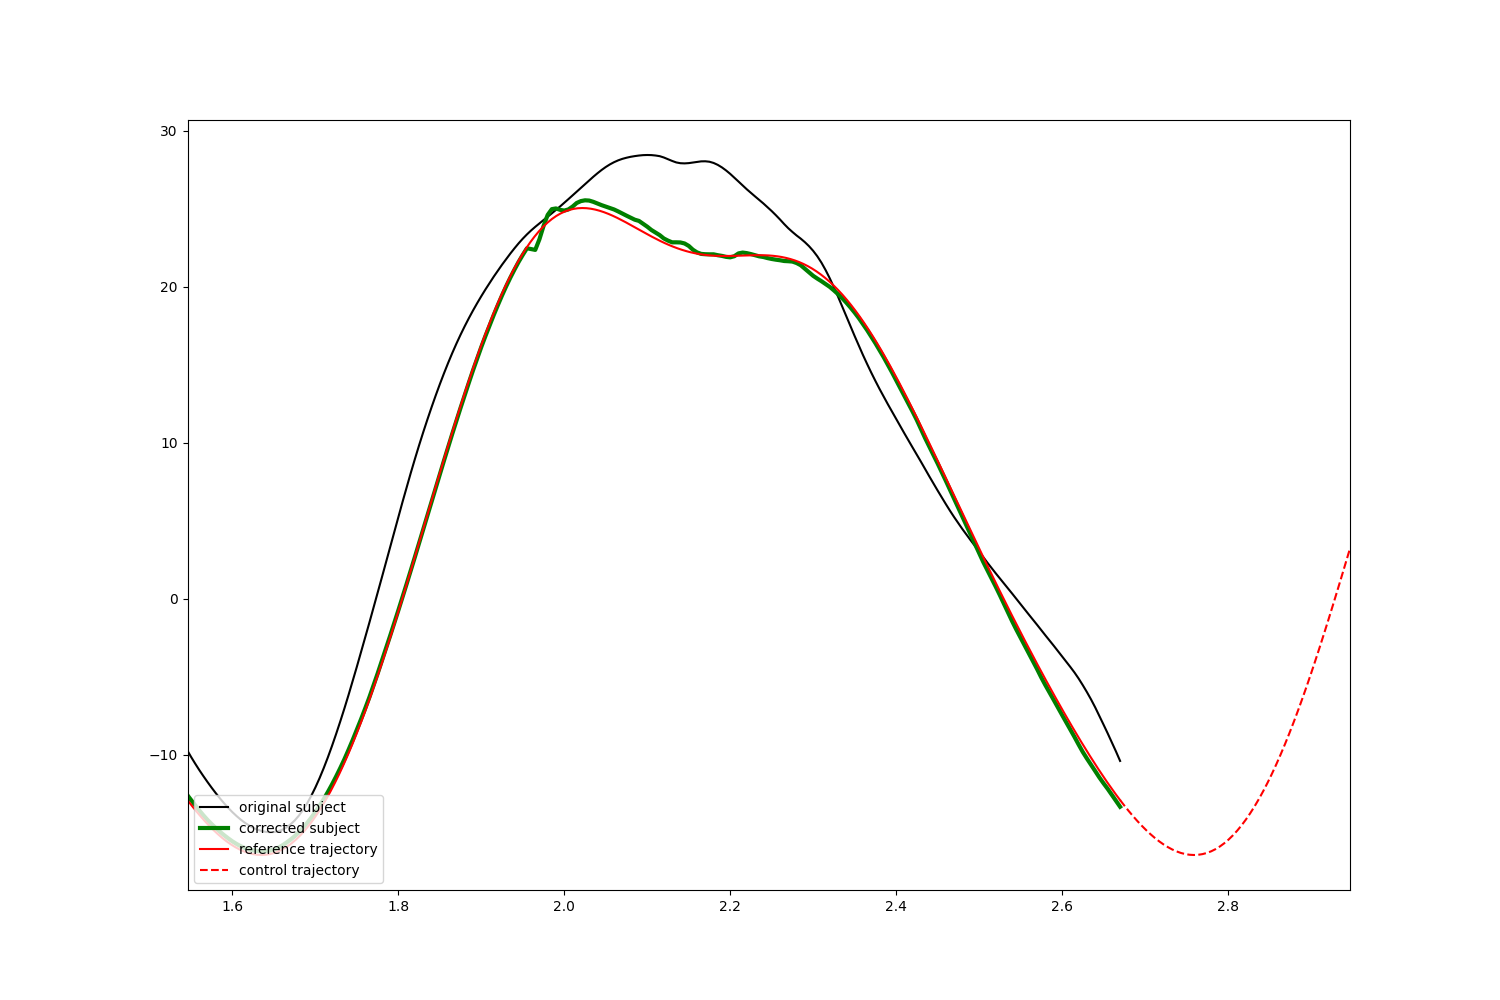 30
20
10
0
−10
original subject
corrected subject
reference trajectory
control trajectory
1.6 1.8 2.0 2.2 2.4 2.6 2.8